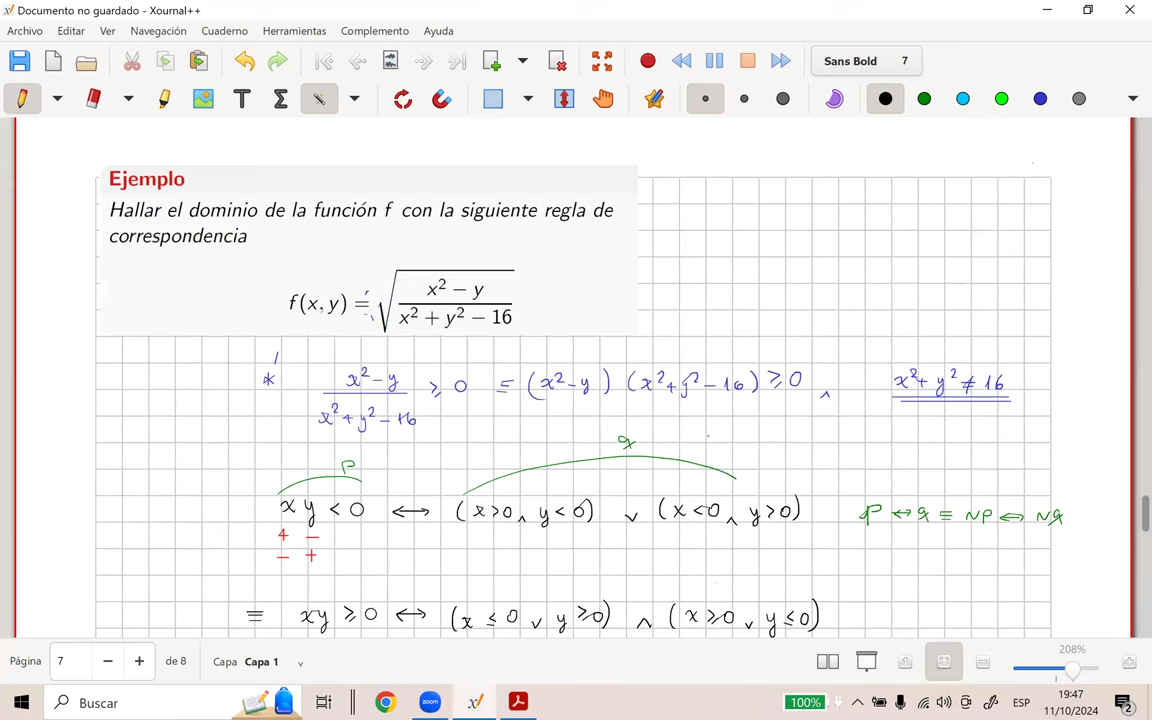 Documento no guardado - Xournal++
Archivo Editar Ver Navegación Cuaderno Herramientas Complemento Ayuda
Sans Bold 7
Ejemplo
Hallar el dominio de la función f con la siguiente regla de
correspondencia
f(x, y) = √((x² − y)/(x² + y² − 16))
* (x² − y)/(x² + y² − 16) ≥ 0 ≡ (x² − y) (x² + y² − 16) ≥ 0 ∧ x² + y² ≠ 16
p q
x y < 0 ↔ (x > 0 ∧ y < 0) ∨ (x < 0 ∧ y > 0) p ↔ q ≡ ~p ↔ ~q
+ −
− +
≡ xy ≥ 0 ↔ (x ≤ 0 ∨ y ≥ 0) ∧ (x ≥ 0 ∨ y ≤ 0)
Página 7 de 8 Capa Capa 1 208%
Buscar 100% ESP 19:47
11/10/2024 2